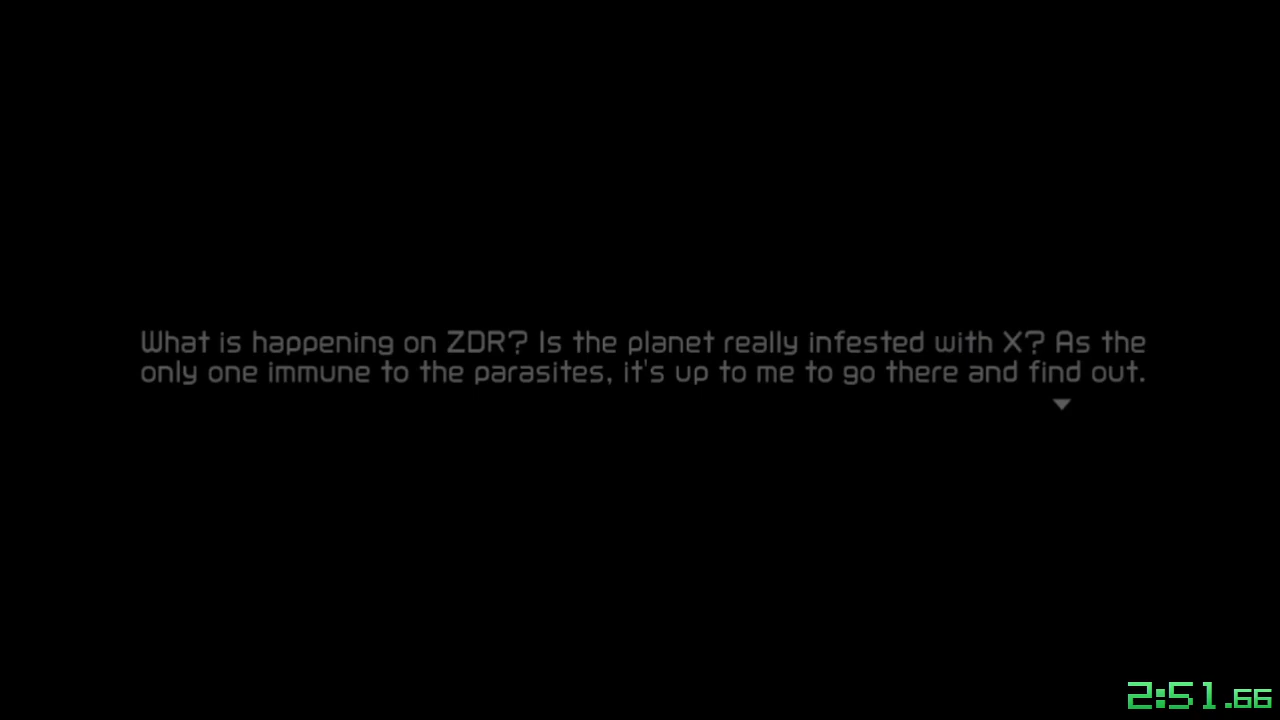 What is happening on ZDR? Is the planet really infested with X? As the
only one immune to the parasites, it's up to me to go there and find out.
2:51.66